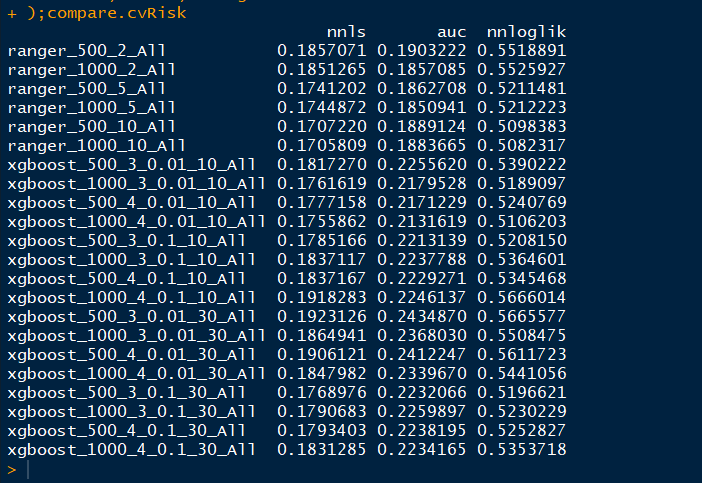 + );compare.cvRisk
nnls auc nnloglik
ranger_500_2_All 0.1857071 0.1903222 0.5518891
ranger_1000_2_All 0.1851265 0.1857085 0.5525927
ranger_500_5_All 0.1741202 0.1862708 0.5211481
ranger_1000_5_All 0.1744872 0.1850941 0.5212223
ranger_500_10_All 0.1707220 0.1889124 0.5098383
ranger_1000_10_All 0.1705809 0.1883665 0.5082317
xgboost_500_3_0.01_10_All 0.1817270 0.2255620 0.5390222
xgboost_1000_3_0.01_10_All 0.1761619 0.2179528 0.5189097
xgboost_500_4_0.01_10_All 0.1777158 0.2171229 0.5240769
xgboost_1000_4_0.01_10_All 0.1755862 0.2131619 0.5106203
xgboost_500_3_0.1_10_All 0.1785166 0.2213139 0.5208150
xgboost_1000_3_0.1_10_All 0.1837117 0.2237788 0.5364601
xgboost_500_4_0.1_10_All 0.1837167 0.2229271 0.5345468
xgboost_1000_4_0.1_10_All 0.1918283 0.2246137 0.5666014
xgboost_500_3_0.01_30_All 0.1923126 0.2434870 0.5665577
xgboost_1000_3_0.01_30_All 0.1864941 0.2368030 0.5508475
xgboost_500_4_0.01_30_All 0.1906121 0.2412247 0.5611723
xgboost_1000_4_0.01_30_All 0.1847982 0.2339670 0.5441056
xgboost_500_3_0.1_30_All 0.1768976 0.2232066 0.5196621
xgboost_1000_3_0.1_30_All 0.1790683 0.2259897 0.5230229
xgboost_500_4_0.1_30_All 0.1793403 0.2238195 0.5252827
xgboost_1000_4_0.1_30_All 0.1831285 0.2234165 0.5353718
>